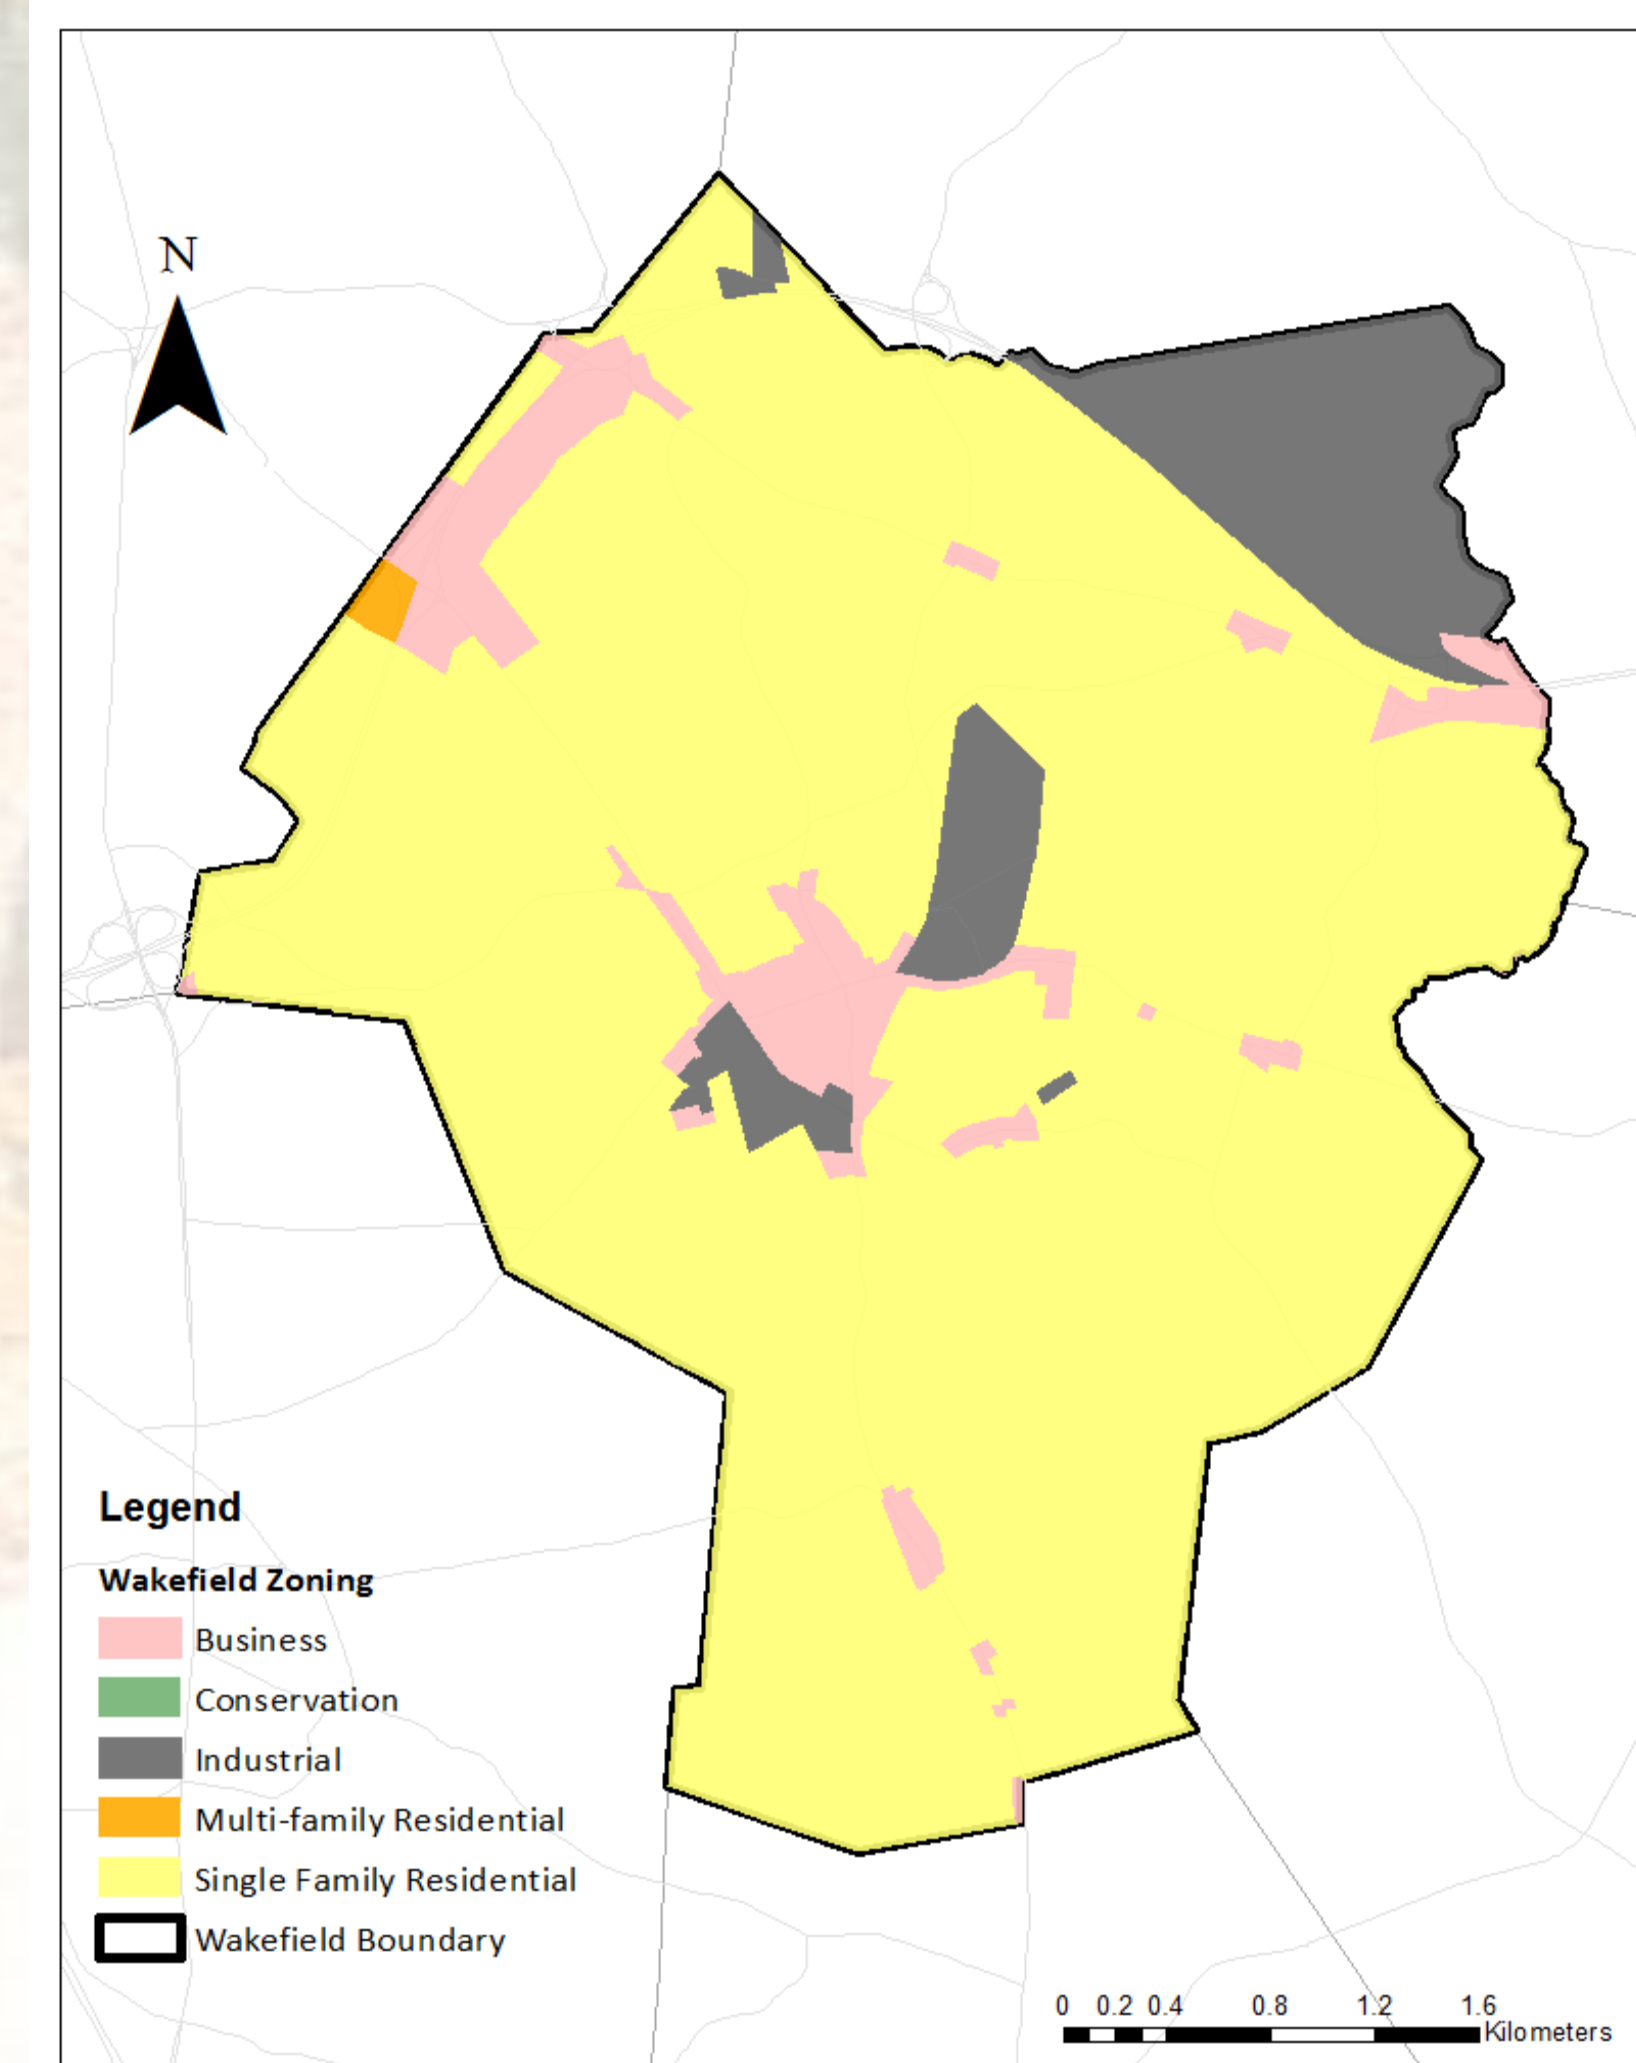 N
Legend
Wakefield Zoning
Business
Conservation
Industrial
Multi-family Residential
Single Family Residential
Wakefield Boundary
0 0.2 0.4 0.8 1.2 1.6
Kilometers